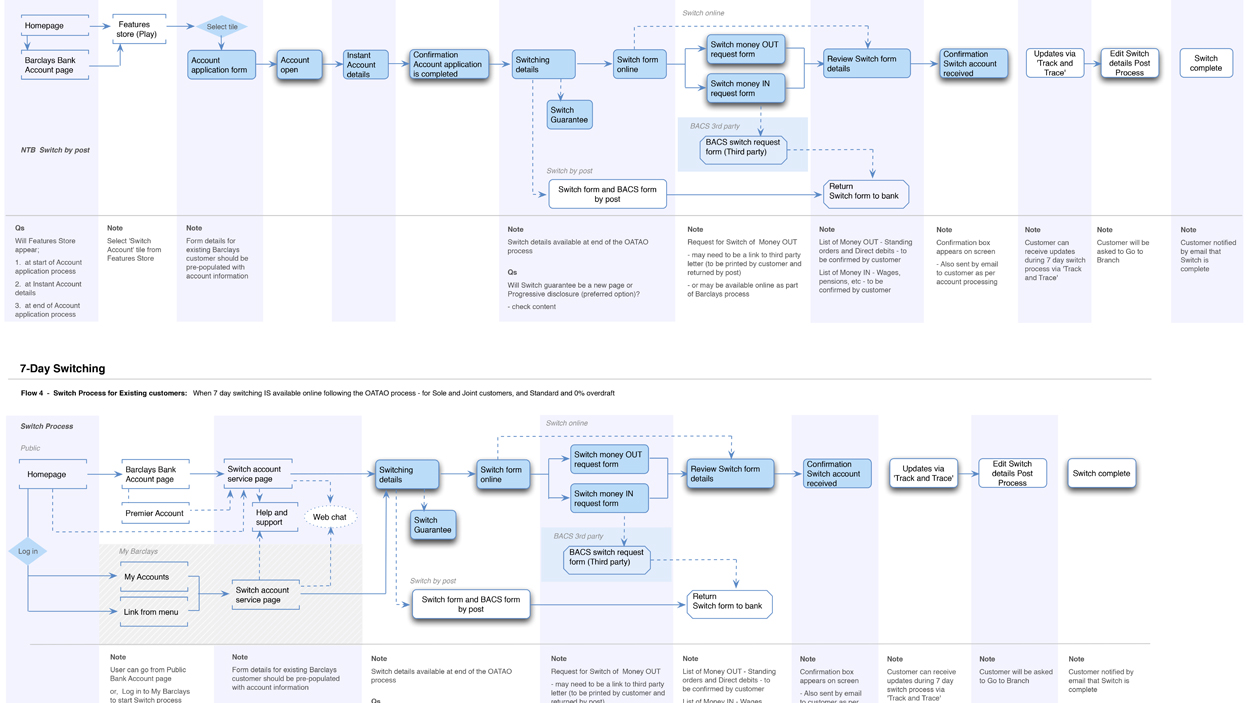 Switch online
Homepage
Features
store (Play)
Select tile
Barclays Bank
Account page
Account
application form
Account
open
Instant
Account
details
Confirmation
Account application
is completed
Switching
details
Switch form
online
Switch money OUT
request form
Switch money IN
request form
Review Switch form
details
Confirmation
Switch account
received
Updates via
'Track and
Trace'
Edit Switch
details Post
Process
Switch
complete
Switch
Guarantee
BACS 3rd party
BACS switch request
form (Third party)
NTB  Switch by post
Switch by post
Switch form and BACS form
by post
Return
Switch form to bank
Qs
Will Features Store
appear;
1.  at start of Account
application process
2.  at Instant Account
details
3.  at end of Account
application process
Note
Select 'Switch
Account' tile from
Features Store
Note
Form details for
existing Barclays
customer should be
pre-populated with
account information
Note
Switch details available at end of the OATAO
process
Qs
Will Switch guarantee be a new page or
Progressive disclosure (preferred option)?
- check content
Note
Request for Switch of  Money OUT
- may need to be a link to third party
letter (to be printed by customer and
returned by post)
- or may be available online as part
of Barclays process
Note
List of Money OUT - Standing
orders and Direct debits - to
be confirmed by customer
List of Money IN - Wages,
pensions, etc - to be
confirmed by customer
Note
Confirmation box
appears on screen
- Also sent by email
to customer as per
account processing
Note
Customer can
receive updates
during 7 day switch
process via 'Track
and Trace'
Note
Customer will be
asked to Go to
Branch
Note
Customer notified
by email that
Switch is
complete
7-Day Switching
Flow 4  -  Switch Process for Existing customers:   When 7 day switching IS available online following the OATAO process - for Sole and Joint customers, and Standard and 0% overdraft
Switch Process
Switch online
Public
Homepage
Barclays Bank
Account page
Switch account
service page
Switching
details
Switch form
online
Switch money OUT
request form
Switch money IN
request form
Review Switch form
details
Confirmation
Switch account
received
Updates via
'Track and Trace'
Edit Switch
details Post
Process
Switch complete
Premier Account
Help and
support
Web chat
Switch
Guarantee
BACS 3rd party
BACS switch request
form (Third party)
Log in
My Barclays
My Accounts
Link from menu
Switch account
service page
Switch by post
Switch form and BACS form
by post
Return
Switch form to bank
Note
User can go from Public
Bank Account page
or,  Log in to My Barclays
to start Switch process
Note
Form details for existing Barclays
customer should be pre-populated
with account information
Note
Switch details available at end of the OATAO
process
Qs
Note
Request for Switch of  Money OUT
- may need to be a link to third party
letter (to be printed by customer and
returned by post)
Note
List of Money OUT - Standing
orders and Direct debits - to
be confirmed by customer
List of Money IN - Wages,
Note
Confirmation box
appears on screen
- Also sent by email
to customer as per
Note
Customer can receive
updates during 7 day
switch process via
'Track and Trace'
Note
Customer will be asked
to Go to Branch
Note
Customer notified by
email that Switch is
complete